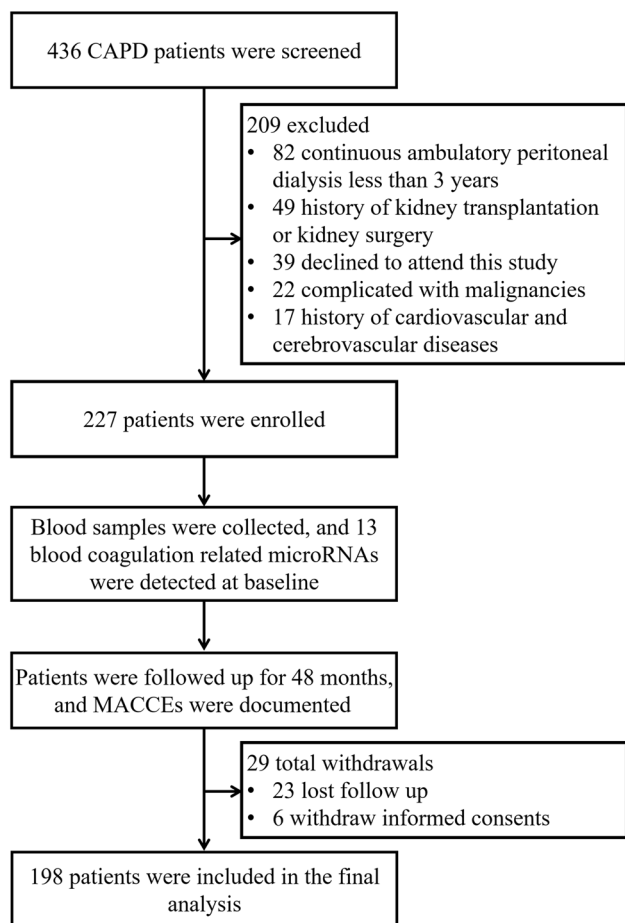 436 CAPD patients were screened
209 excluded
• 82 continuous ambulatory peritoneal
dialysis less than 3 years
• 49 history of kidney transplantation
or kidney surgery
• 39 declined to attend this study
• 22 complicated with malignancies
• 17 history of cardiovascular and
cerebrovascular diseases
227 patients were enrolled
Blood samples were collected, and 13
blood coagulation related microRNAs
were detected at baseline
Patients were followed up for 48 months,
and MACCEs were documented
29 total withdrawals
• 23 lost follow up
• 6 withdraw informed consents
198 patients were included in the final
analysis